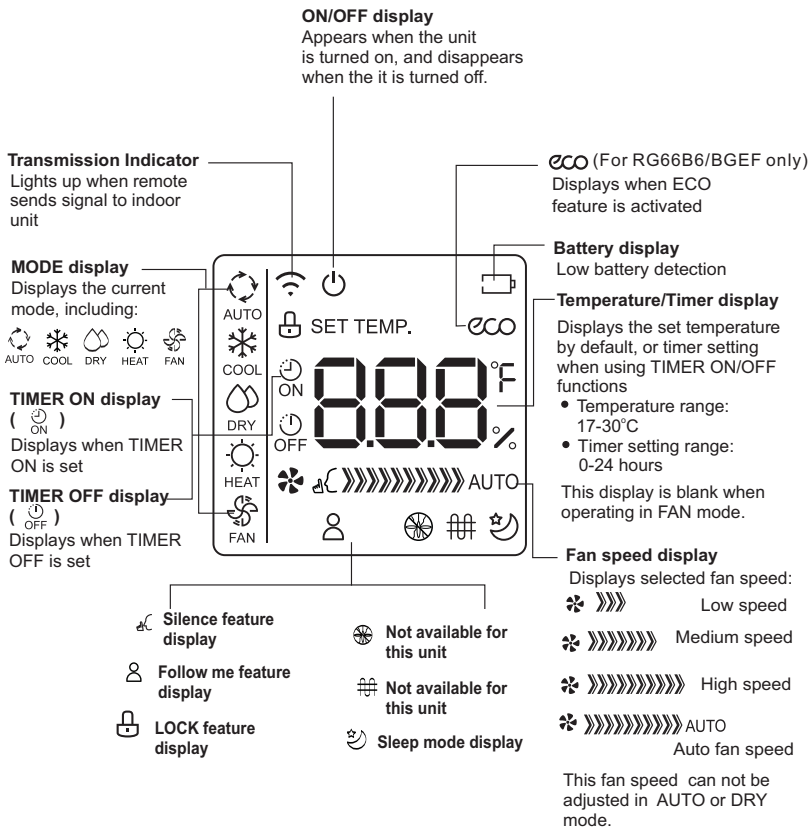 ON/OFF display
Appears when the unit
is turned on, and disappears
when the it is turned off.
Transmission Indicator
Lights up when remote
sends signal to indoor
unit
eco (For RG66B6/BGEF only)
Displays when ECO
feature is activated
MODE display
Displays the current
mode, including:
AUTO COOL DRY HEAT FAN
TIMER ON display
( ON )
Displays when TIMER
ON is set
TIMER OFF display
( OFF )
Displays when TIMER
OFF is set
AUTO
COOL
DRY
HEAT
FAN
SET TEMP.
eco
ON
OFF
8.8.8
°F
%
AUTO
Battery display
Low battery detection
Temperature/Timer display
Displays the set temperature
by default, or timer setting
when using TIMER ON/OFF
functions
• Temperature range:
17-30°C
• Timer setting range:
0-24 hours
This display is blank when
operating in FAN mode.
Fan speed display
Displays selected fan speed:
Low speed
Medium speed
High speed
AUTO
Auto fan speed
This fan speed can not be
adjusted in AUTO or DRY
mode.
Silence feature
display
Follow me feature
display
LOCK feature
display
Not available for
this unit
Not available for
this unit
Sleep mode display